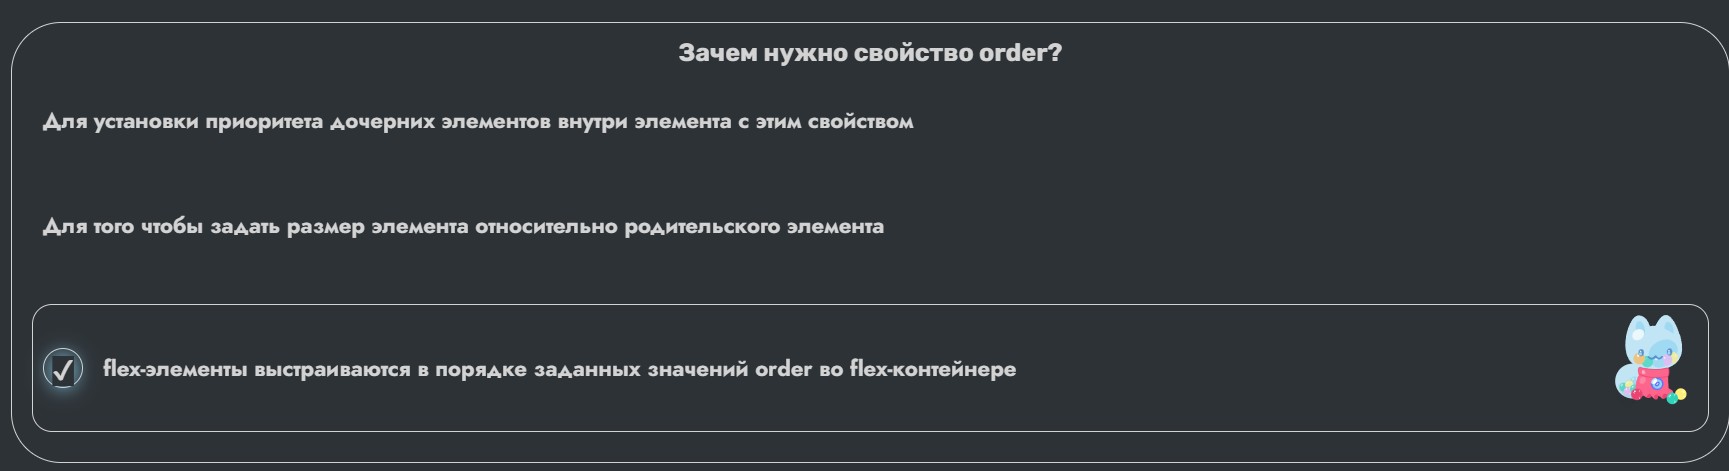 Зачем нужно свойство order?
Для установки приоритета дочерних элементов внутри элемента с этим свойством
Для того чтобы задать размер элемента относительно родительского элемента
flex-элементы выстраиваются в порядке заданных значений order во flex-контейнере